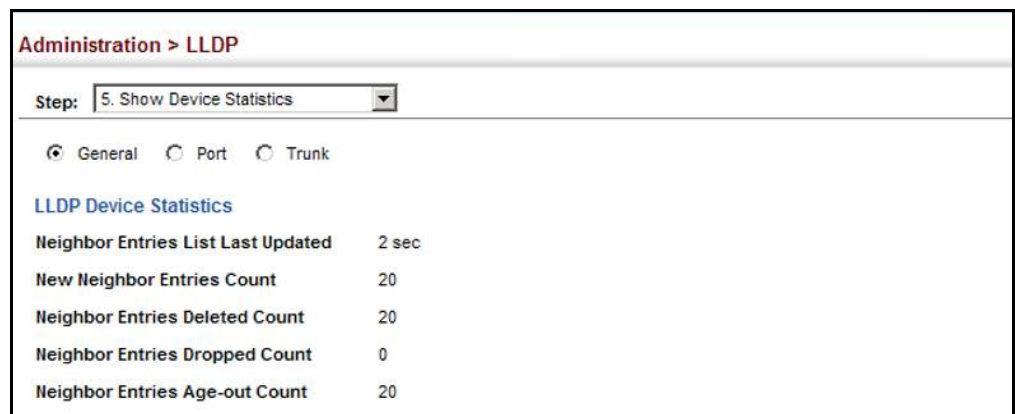 Administration > LLDP
Step: 5. Show Device Statistics
General Port Trunk
LLDP Device Statistics
Neighbor Entries List Last Updated 2 sec
New Neighbor Entries Count 20
Neighbor Entries Deleted Count 20
Neighbor Entries Dropped Count 0
Neighbor Entries Age-out Count 20